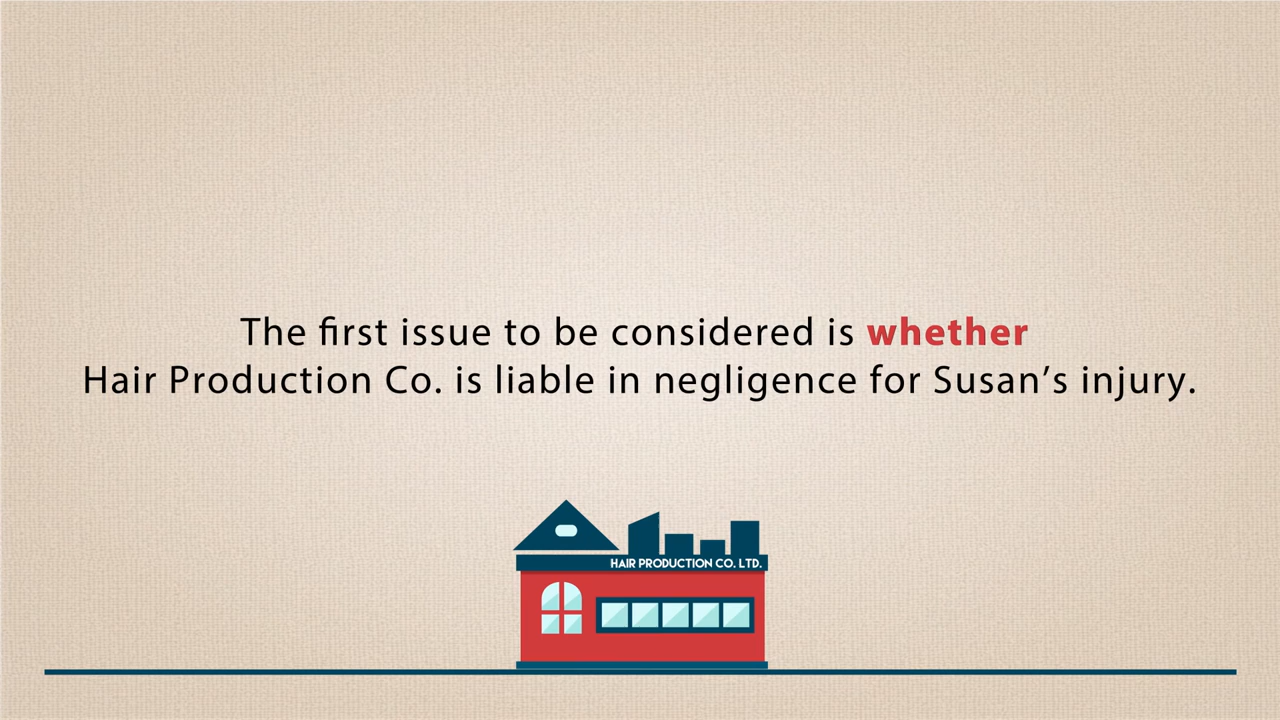 The first issue to be considered is whether
Hair Production Co. is liable in negligence for Susan’s injury.
HAIR PRODUCTION CO. LTD.